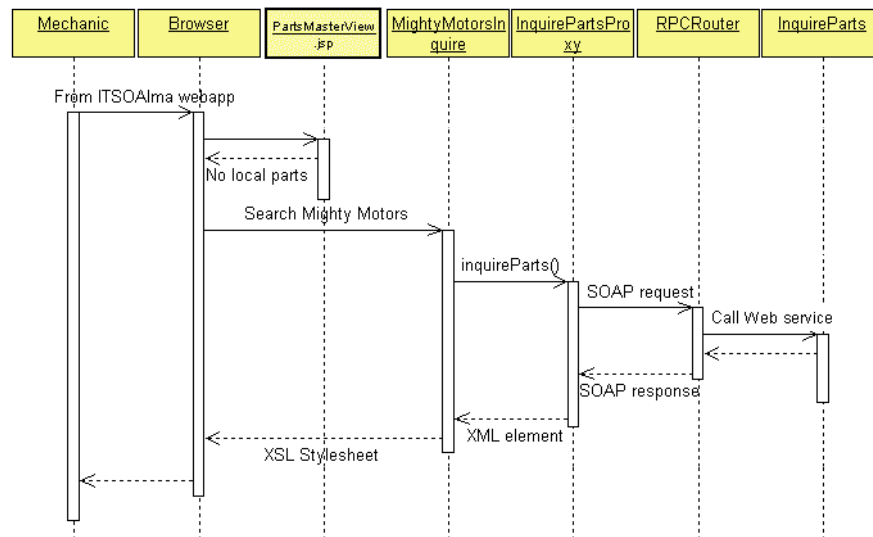 Mechanic
Browser
PartsMasterView
.jsp
MightyMotorsIn
quire
InquirePartsPro
xy
RPCRouter
InquireParts
From ITSOAlma webapp
No local parts
Search Mighty Motors
inquireParts()
SOAP request
Call Web service
SOAP response
XML element
XSL Stylesheet